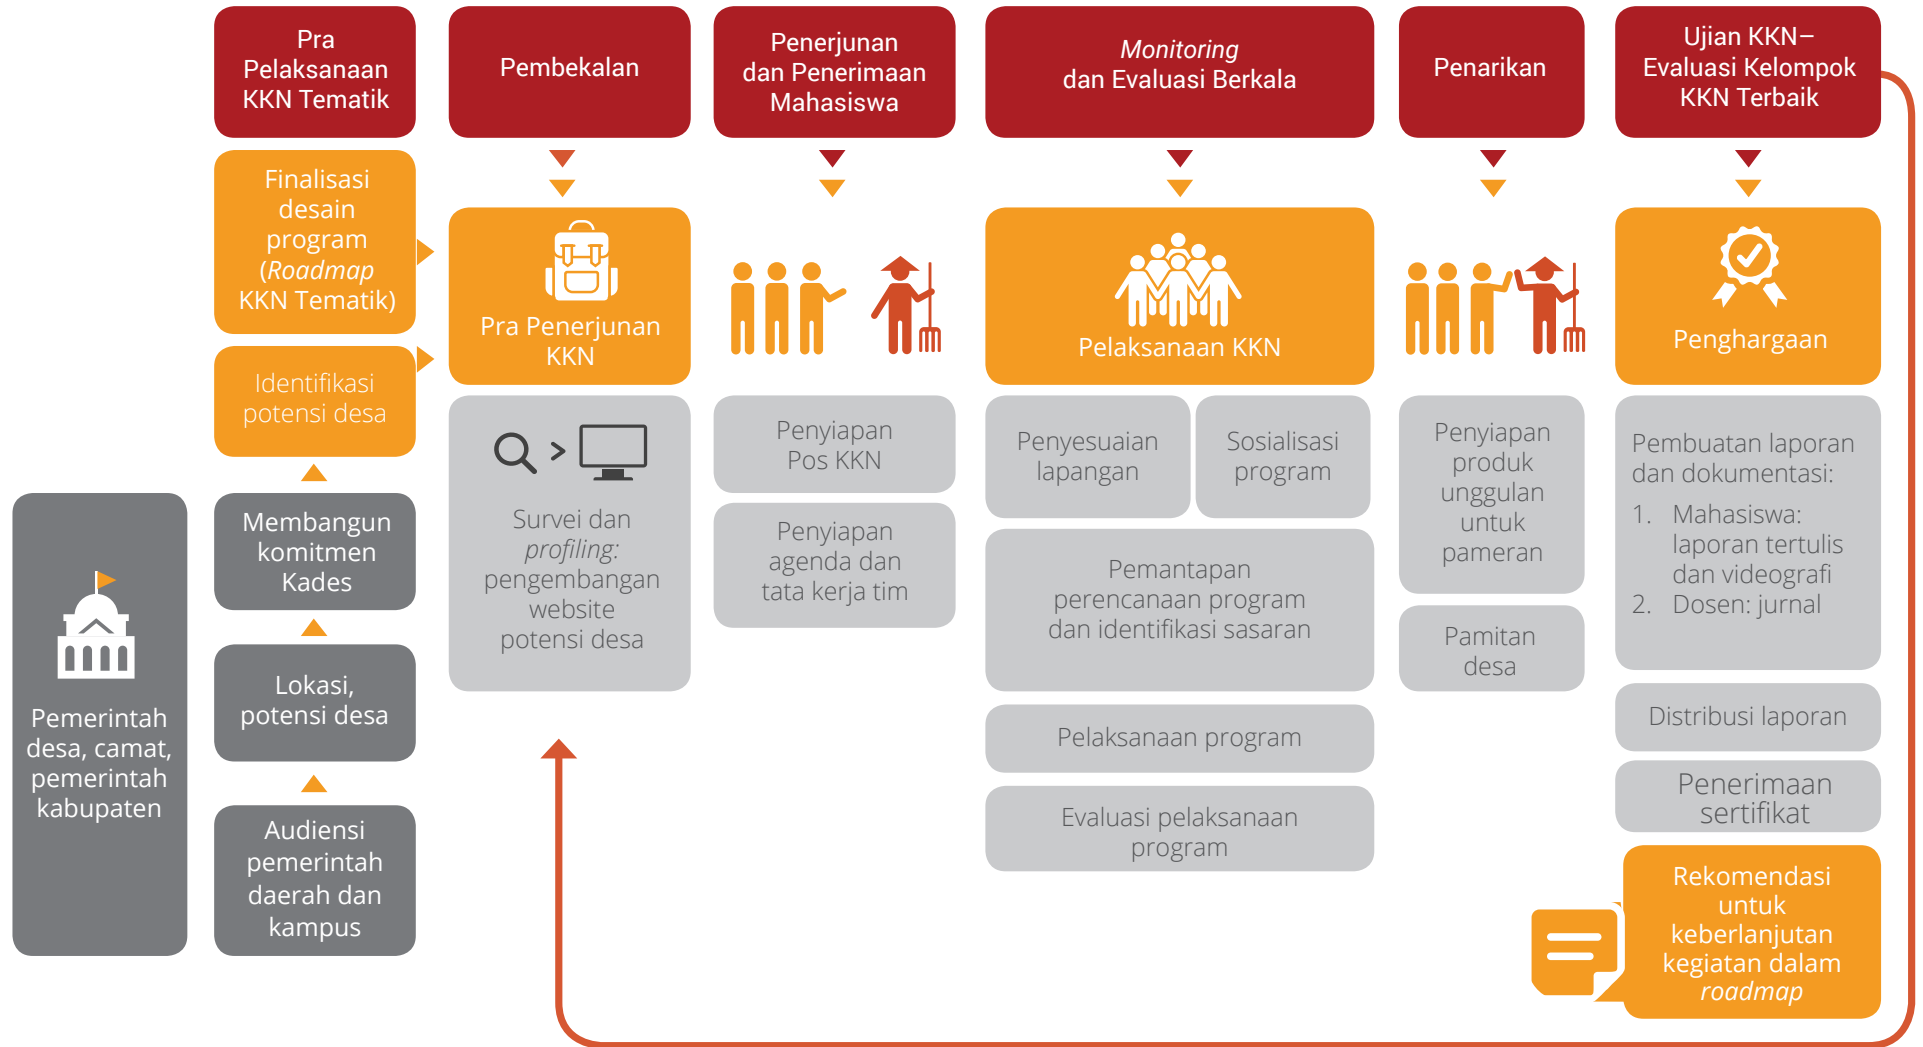 Pra
Pelaksanaan
KKN Tematik
Pembekalan
Penerjunan
dan Penerimaan
Mahasiswa
Monitoring
dan Evaluasi Berkala
Penarikan
Ujian KKN–
Evaluasi Kelompok
KKN Terbaik
Finalisasi
desain
program
(Roadmap
KKN Tematik)
Identifikasi
potensi desa
Membangun
komitmen
Kades
Lokasi,
potensi desa
Audiensi
pemerintah
daerah dan
kampus
Pemerintah
desa, camat,
pemerintah
kabupaten
Pra Penerjunan
KKN
Survei dan
profiling:
pengembangan
website
potensi desa
Penyiapan
Pos KKN
Penyiapan
agenda dan
tata kerja tim
Pelaksanaan KKN
Penyesuaian
lapangan
Sosialisasi
program
Pemantapan
perencanaan program
dan identifikasi sasaran
Pelaksanaan program
Evaluasi pelaksanaan
program
Penyiapan
produk
unggulan
untuk
pameran
Pamitan
desa
Penghargaan
Pembuatan laporan
dan dokumentasi:
1. Mahasiswa:
laporan tertulis
dan videografi
2. Dosen: jurnal
Distribusi laporan
Penerimaan
sertifikat
Rekomendasi
untuk
keberlanjutan
kegiatan dalam
roadmap